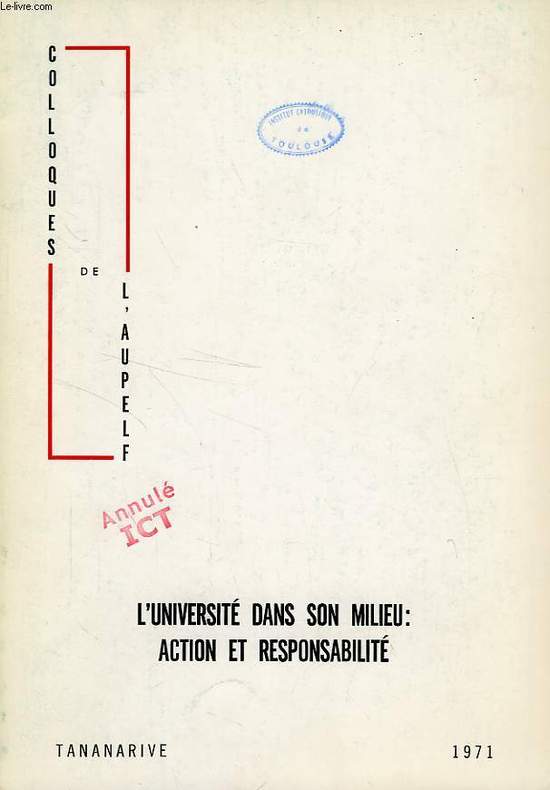 Le-livre.com
COLLOQUES
DE
L'AUPELF
INSTITUT CATHOLIQUE
de
TOULOUSE
Annulé
ICT
L'UNIVERSITÉ DANS SON MILIEU:
ACTION ET RESPONSABILITÉ
TANANARIVE
1971